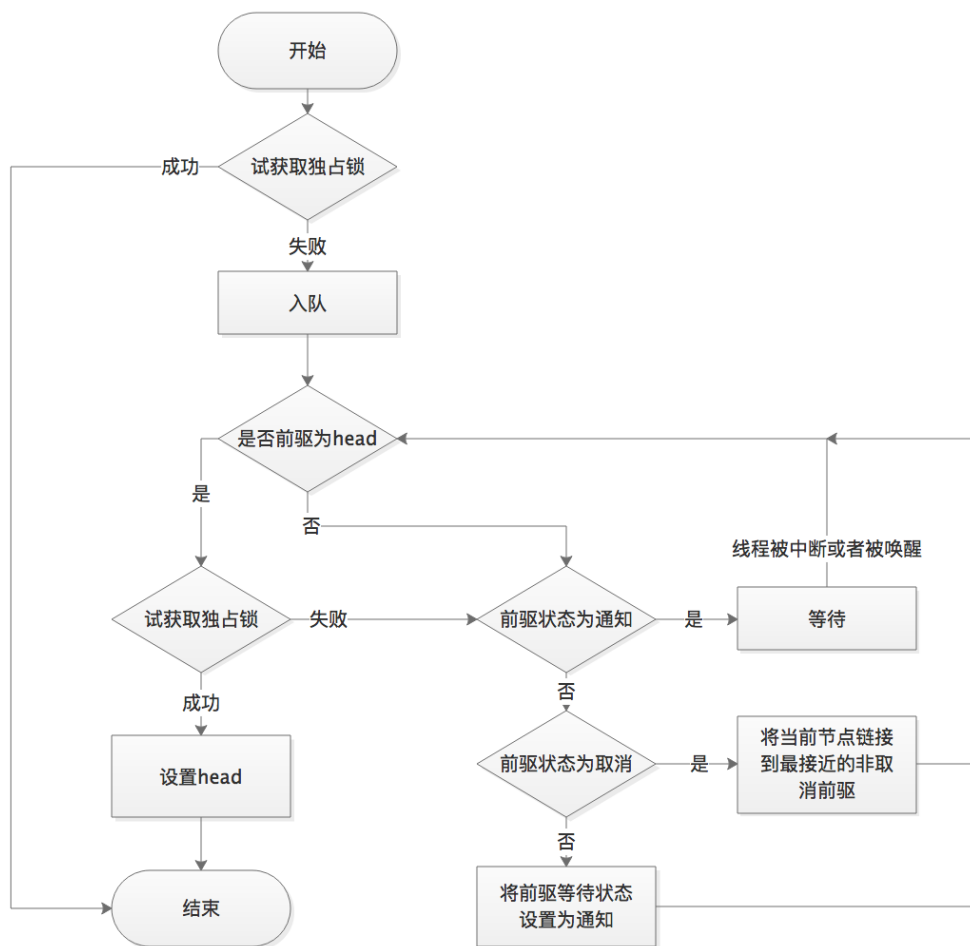 开始
试获取独占锁
成功
失败
入队
是否前驱为head
是
否
线程被中断或者被唤醒
试获取独占锁
失败
前驱状态为通知
是
等待
成功
否
设置head
前驱状态为取消
是
将当前节点链接
到最接近的非取
消前驱
否
结束
将前驱等待状态
设置为通知